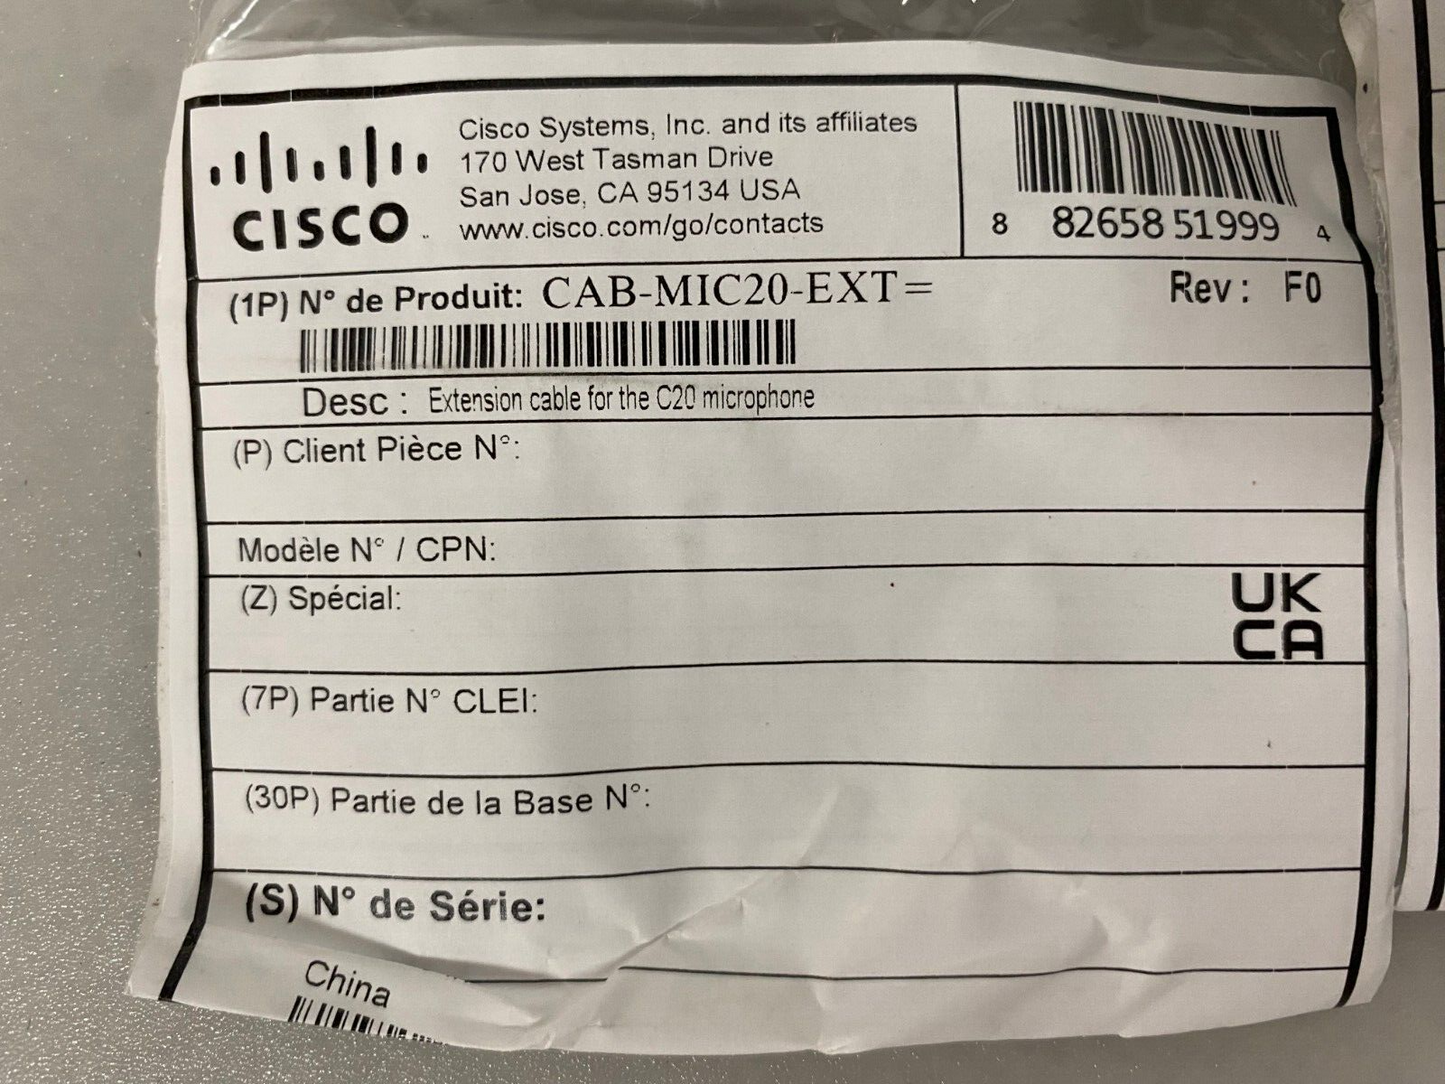 CISCO
Cisco Systems, Inc. and its affiliates
170 West Tasman Drive
San Jose, CA 95134 USA
www.cisco.com/go/contacts
8 82658 51999 4
(1P) N° de Produit: CAB-MIC20-EXT=
Rev: F0
Desc : Extension cable for the C20 microphone
(P) Client Pièce N°:
Modèle N° / CPN:
(Z) Spécial:
UK
CA
(7P) Partie N° CLEI:
(30P) Partie de la Base N°:
(S) N° de Série:
China